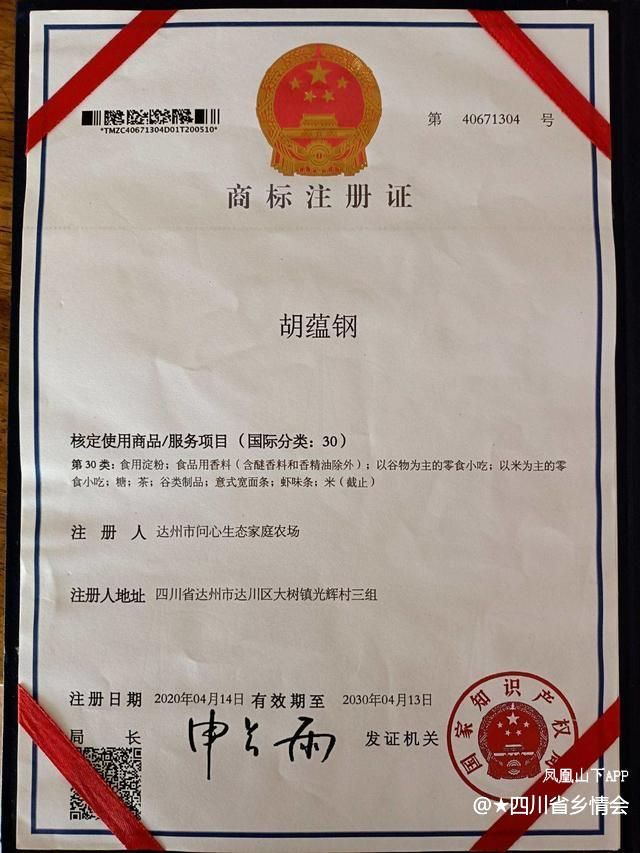 *TMZC40671304D01T200510*
第 40671304 号
商标注册证
胡蕴钢
核定使用商品/服务项目（国际分类：30）
第30类：食用淀粉；食品用香料（含醚香料和香精油除外）；以谷物为主的零食小吃；以米为主的零
食小吃；糖；茶；谷类制品；意式宽面条；虾味条；米（截止）
注册人 达州市问心生态家庭农场
注册人地址 四川省达州市达川区大树镇光辉村三组
注册日期 2020年04月14日 有效期至 2030年04月13日
局长 申长雨 发证机关
国家知识产权局
凤凰山下APP
@★四川省乡情会